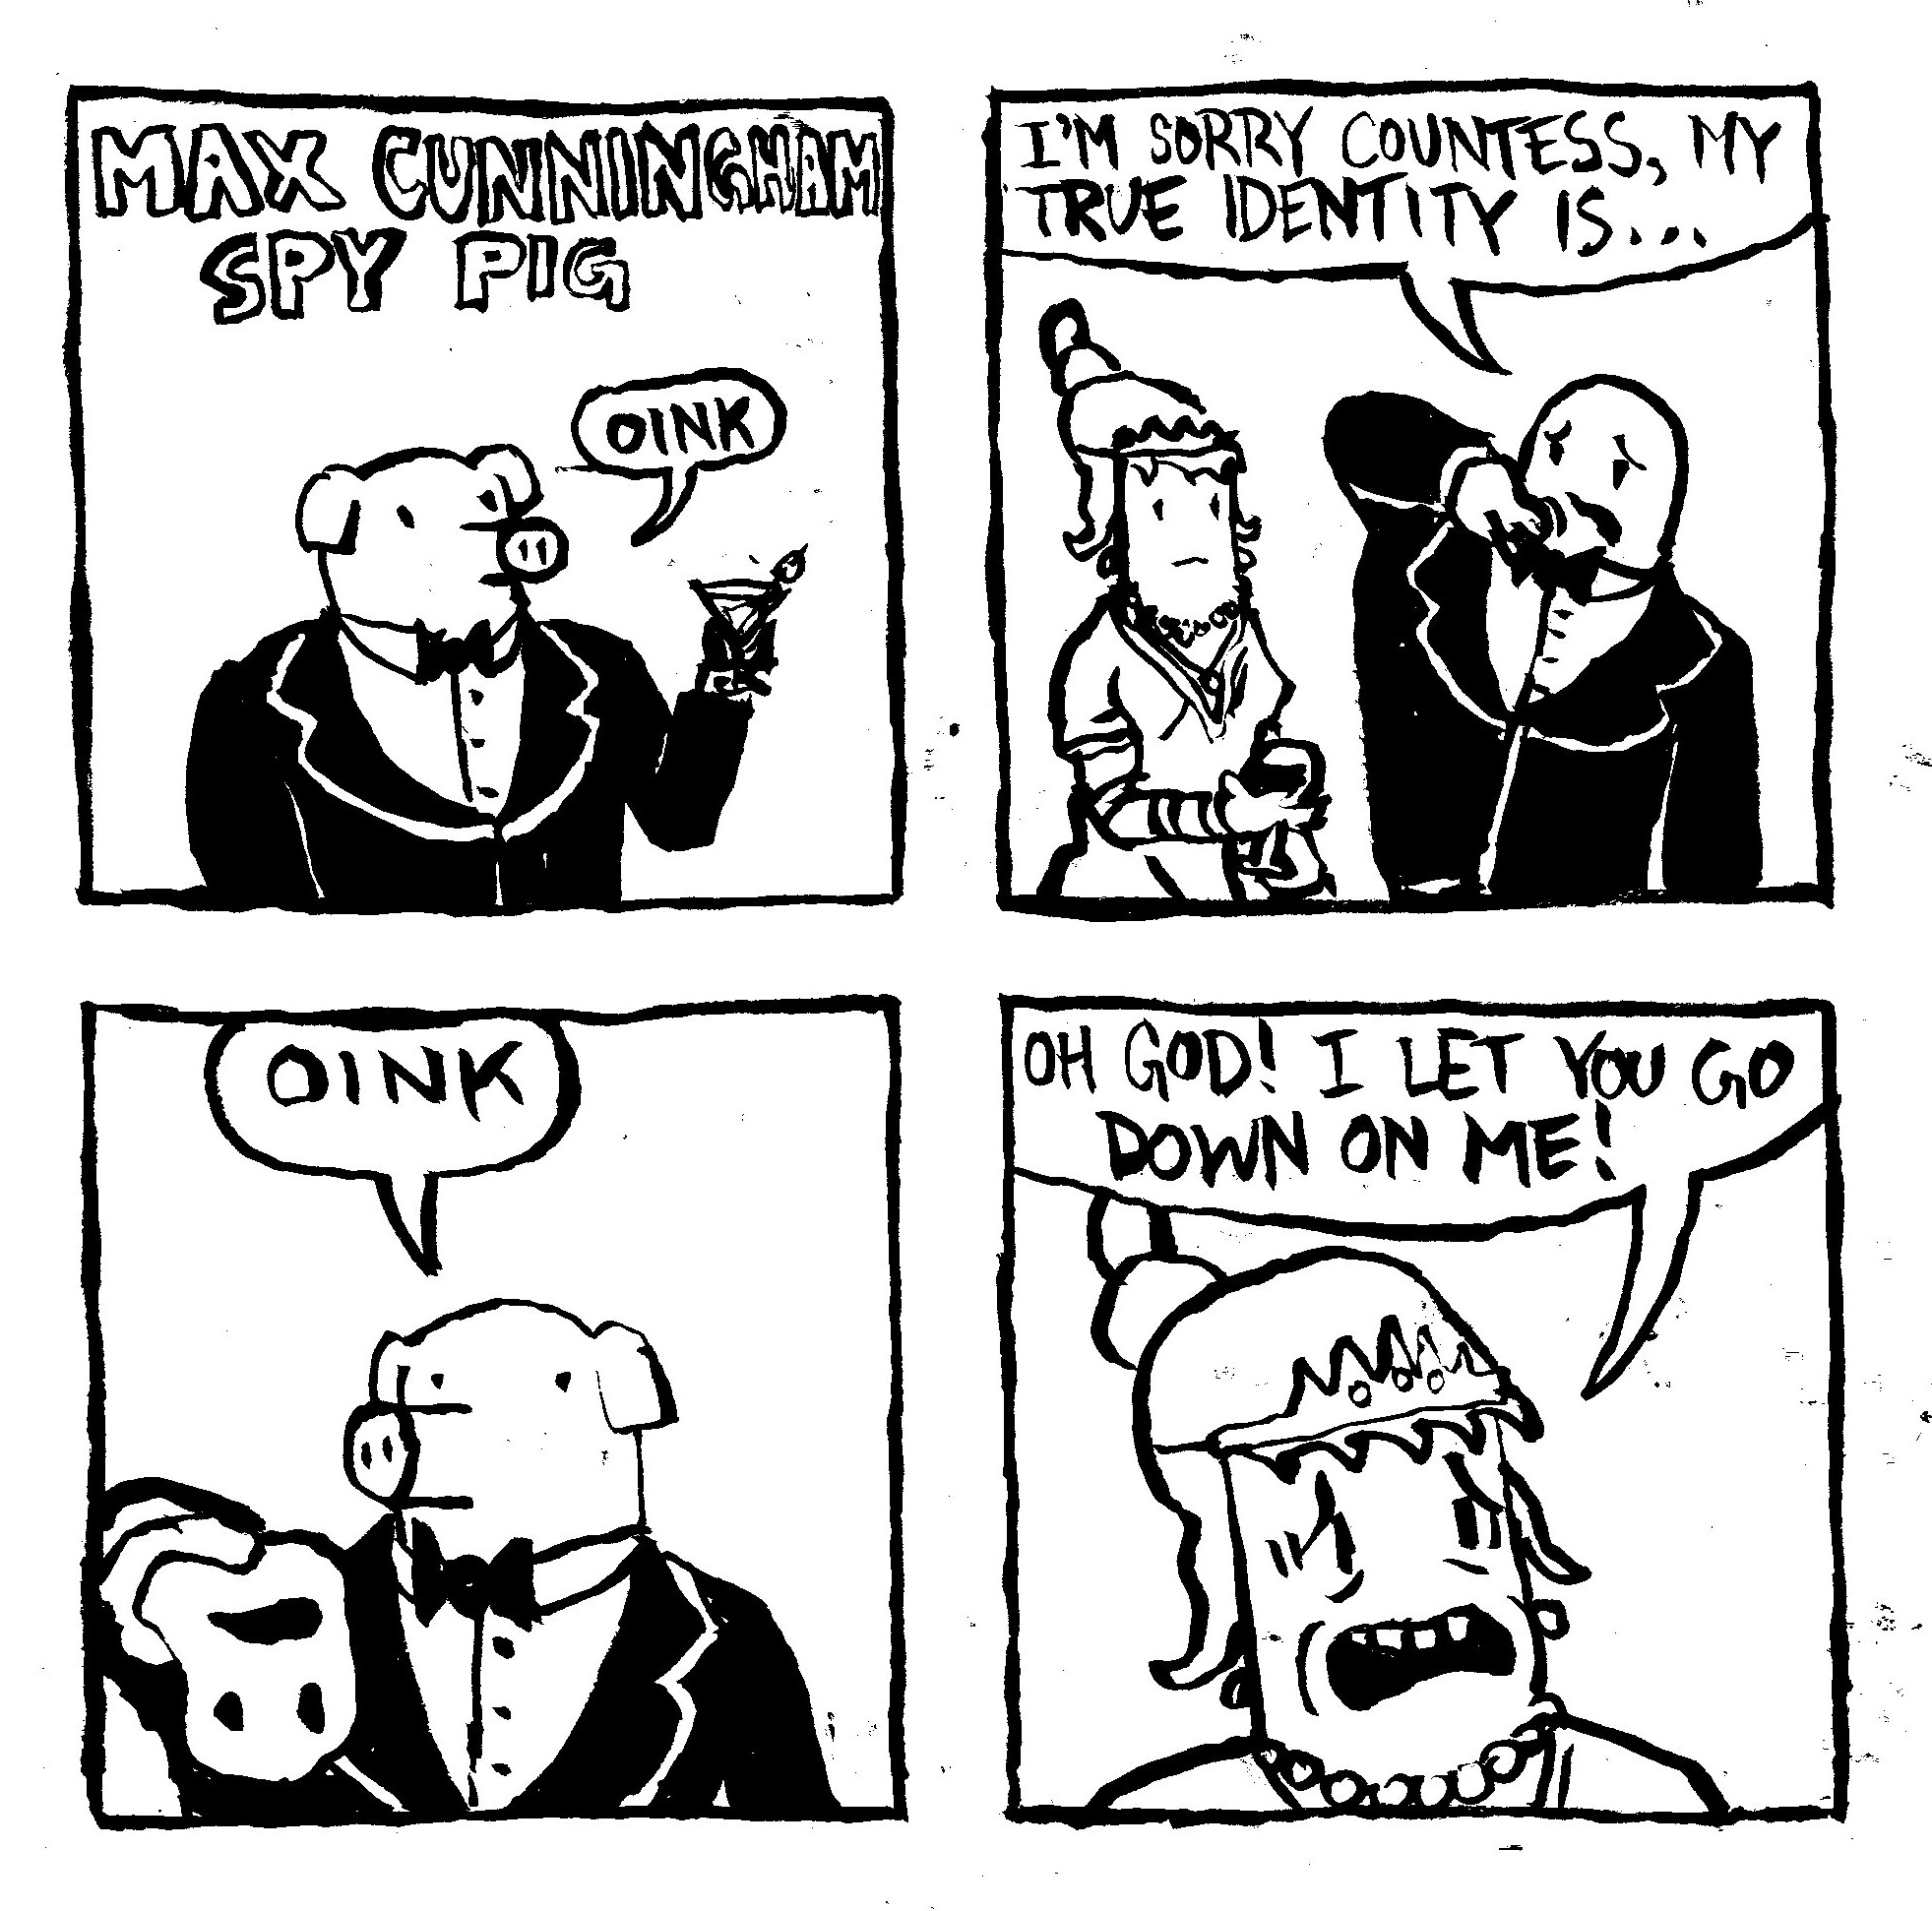 MAX CUNNINGHAM
SPY PIG
OINK
I'M SORRY COUNTESS, MY
TRUE IDENTITY IS...
OINK
OH GOD! I LET YOU GO
DOWN ON ME!